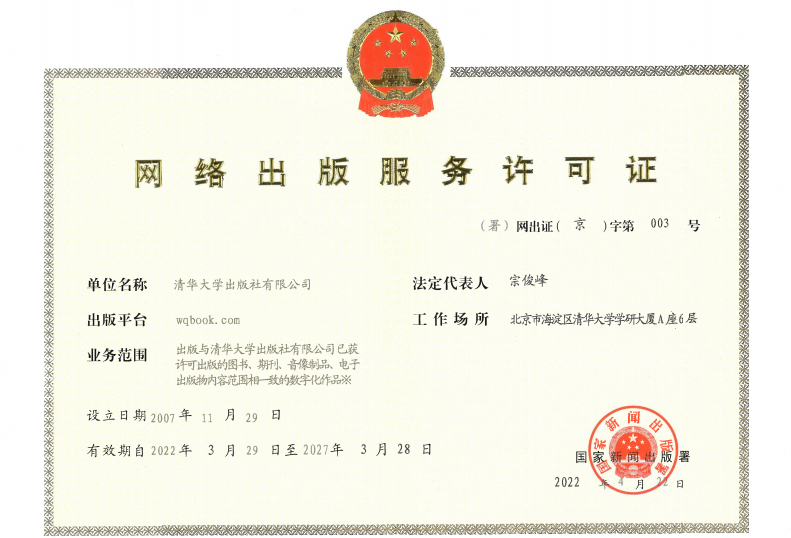 网络出版服务许可证
（署）网出证(京)字第 003 号
单位名称 清华大学出版社有限公司
法定代表人 宗俊峰
出版平台 wqbook.com
工作场所 北京市海淀区清华大学学研大厦A座6层
业务范围 出版与清华大学出版社有限公司已获
许可出版的图书、期刊、音像制品、电子
出版物内容范围相一致的数字化作品※
设立日期 2007 年 11 月 29 日
有效期自 2022 年 3 月 29 日至 2027 年 3 月 28 日
国家新闻出版署
国家新闻出版署
2022 年 4 月 22 日